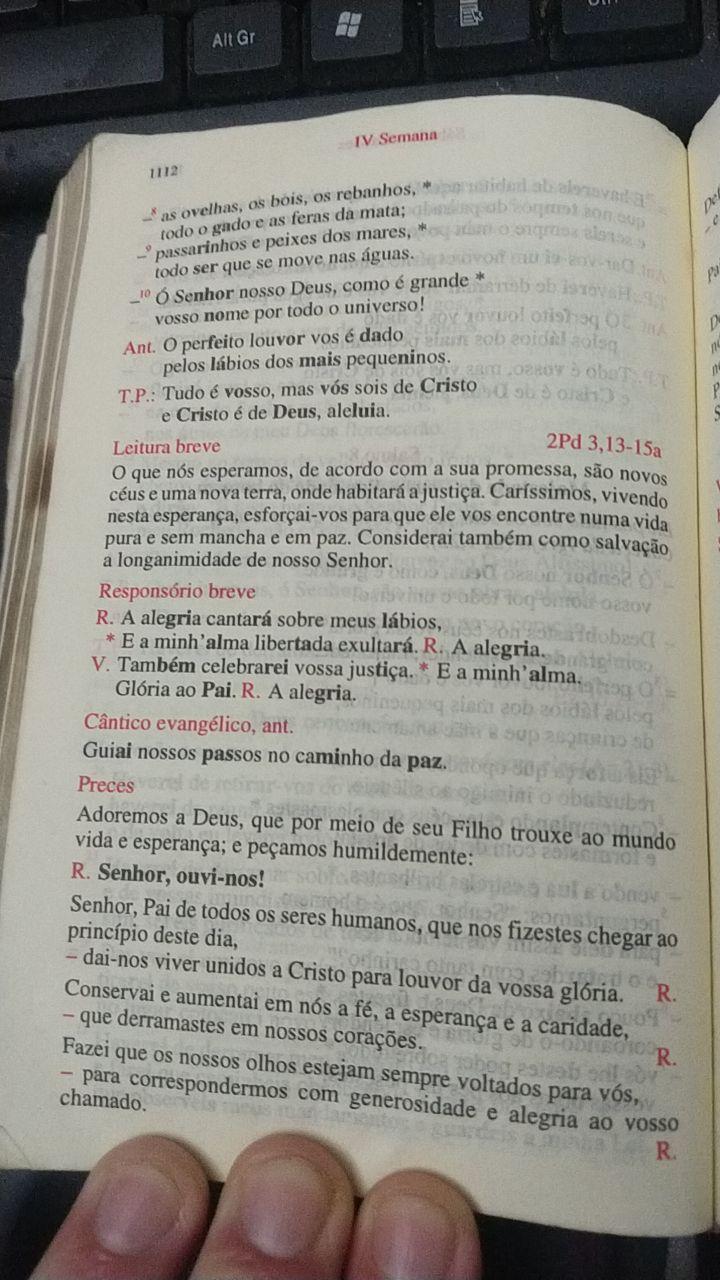 Alt Gr
Ctrl
IV Semana
1112
–⁸ as ovelhas, os bois, os rebanhos, *
todo o gado e as feras da mata;
–⁹ passarinhos e peixes dos mares, *
todo ser que se move nas águas.
–¹⁰ Ó Senhor nosso Deus, como é grande *
vosso nome por todo o universo!
Ant. O perfeito louvor vos é dado
pelos lábios dos mais pequeninos.
T.P.: Tudo é vosso, mas vós sois de Cristo
e Cristo é de Deus, aleluia.
Leitura breve 2Pd 3,13-15a
O que nós esperamos, de acordo com a sua promessa, são novos
céus e uma nova terra, onde habitará a justiça. Caríssimos, vivendo
nesta esperança, esforçai-vos para que ele vos encontre numa vida
pura e sem mancha e em paz. Considerai também como salvação
a longanimidade de nosso Senhor.
Responsório breve
R. A alegria cantará sobre meus lábios,
* E a minh'alma libertada exultará. R. A alegria.
V. Também celebrarei vossa justiça. * E a minh'alma.
Glória ao Pai. R. A alegria.
Cântico evangélico, ant.
Guiai nossos passos no caminho da paz.
Preces
Adoremos a Deus, que por meio de seu Filho trouxe ao mundo
vida e esperança; e peçamos humildemente:
R. Senhor, ouvi-nos!
Senhor, Pai de todos os seres humanos, que nos fizestes chegar ao
princípio deste dia,
– dai-nos viver unidos a Cristo para louvor da vossa glória. R.
Conservai e aumentai em nós a fé, a esperança e a caridade,
– que derramastes em nossos corações. R.
Fazei que os nossos olhos estejam sempre voltados para vós,
– para correspondermos com generosidade e alegria ao vosso
chamado. R.